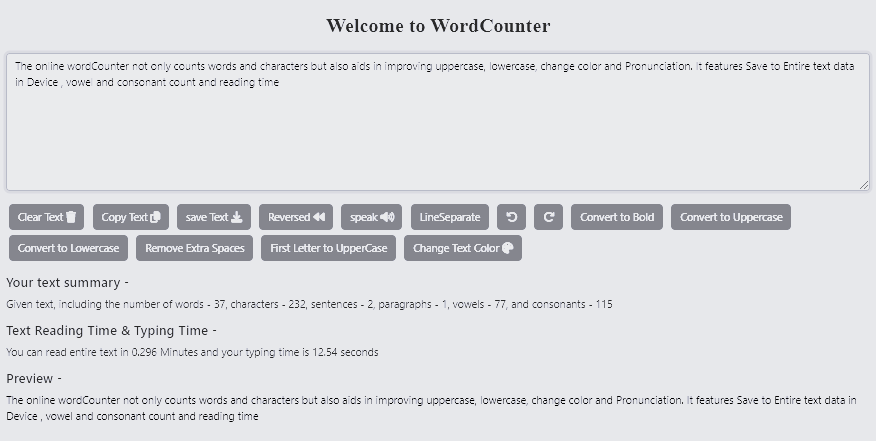 Welcome to WordCounter
The online wordCounter not only counts words and characters but also aids in improving uppercase, lowercase, change color and Pronunciation. It features Save to Entire text data
in Device , vowel and consonant count and reading time
Clear Text Copy Text save Text Reversed speak LineSeparate Convert to Bold Convert to Uppercase
Convert to Lowercase Remove Extra Spaces First Letter to UpperCase Change Text Color
Your text summary -
Given text, including the number of words - 37, characters - 232, sentences - 2, paragraphs - 1, vowels - 77, and consonants - 115
Text Reading Time & Typing Time -
You can read entire text in 0.296 Minutes and your typing time is 12.54 seconds
Preview -
The online wordCounter not only counts words and characters but also aids in improving uppercase, lowercase, change color and Pronunciation. It features Save to Entire text data in
Device , vowel and consonant count and reading time